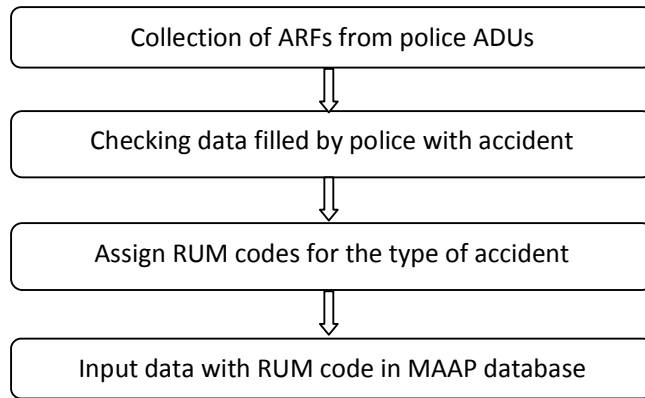 Collection of ARFs from police ADUs
Checking data filled by police with accident
Assign RUM codes for the type of accident
Input data with RUM code in MAAP database